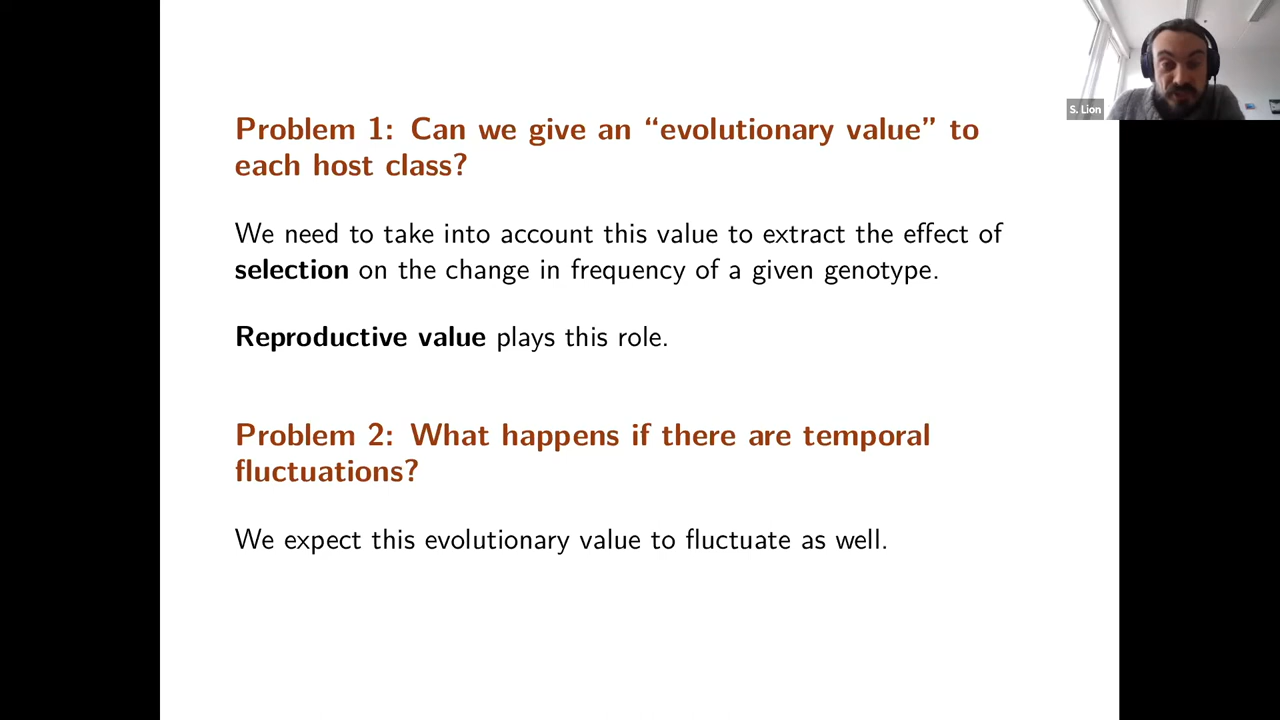 Problem 1: Can we give an “evolutionary value” to
each host class?
We need to take into account this value to extract the effect of
selection on the change in frequency of a given genotype.
Reproductive value plays this role.
Problem 2: What happens if there are temporal
fluctuations?
We expect this evolutionary value to fluctuate as well.
S. Lion